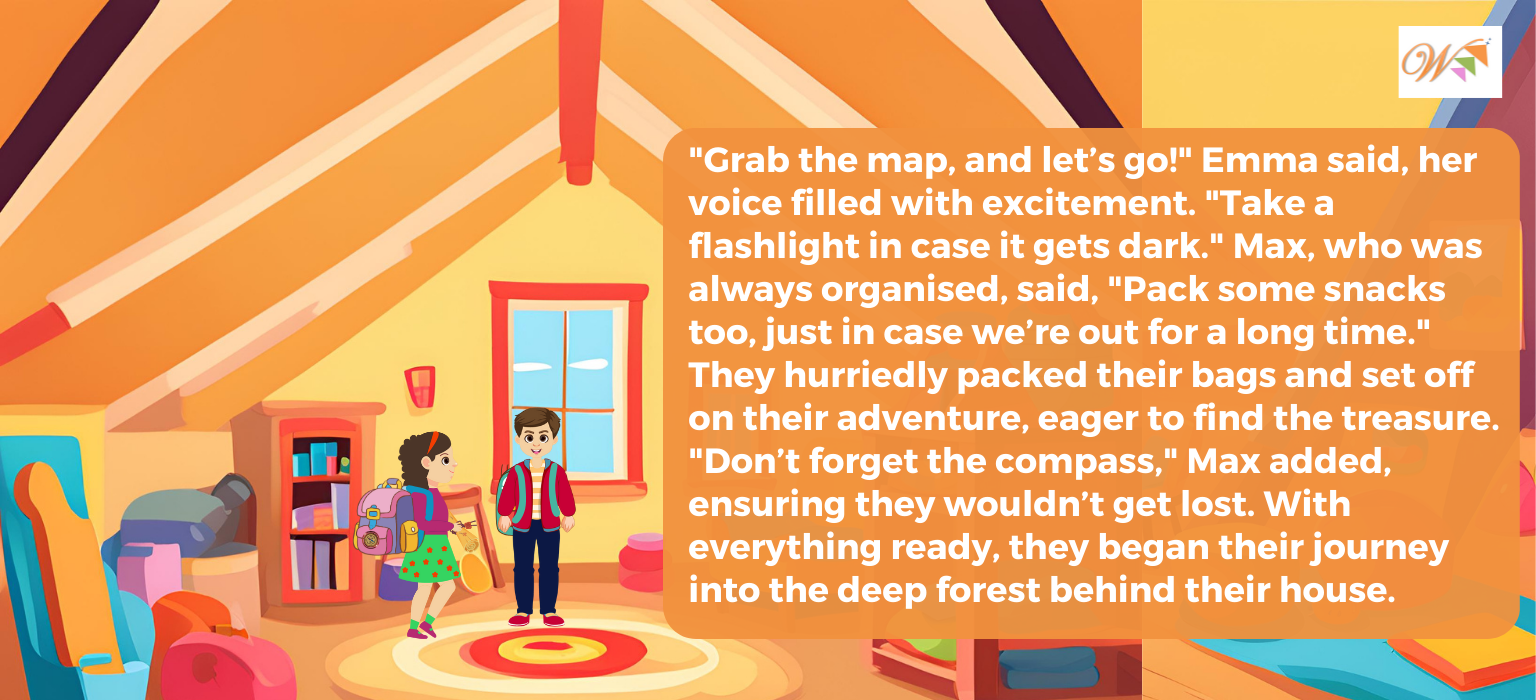 W
"Grab the map, and let’s go!" Emma said, her
voice filled with excitement. "Take a
flashlight in case it gets dark." Max, who was
always organised, said, "Pack some snacks
too, just in case we’re out for a long time."
They hurriedly packed their bags and set off
on their adventure, eager to find the treasure.
"Don’t forget the compass," Max added,
ensuring they wouldn’t get lost. With
everything ready, they began their journey
into the deep forest behind their house.